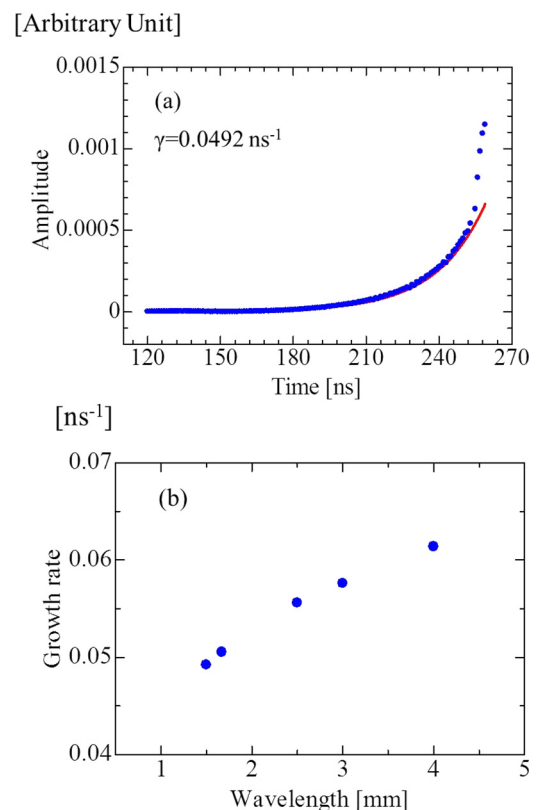 [Arbitrary Unit]
0.0015
(a)
γ=0.0492 ns-1
0.001
Amplitude
0.0005
0
120 150 180 210 240 270
Time [ns]
[ns-1]
0.07
(b)
0.06
Growth rate
0.05
0.04
1 2 3 4 5
Wavelength [mm]